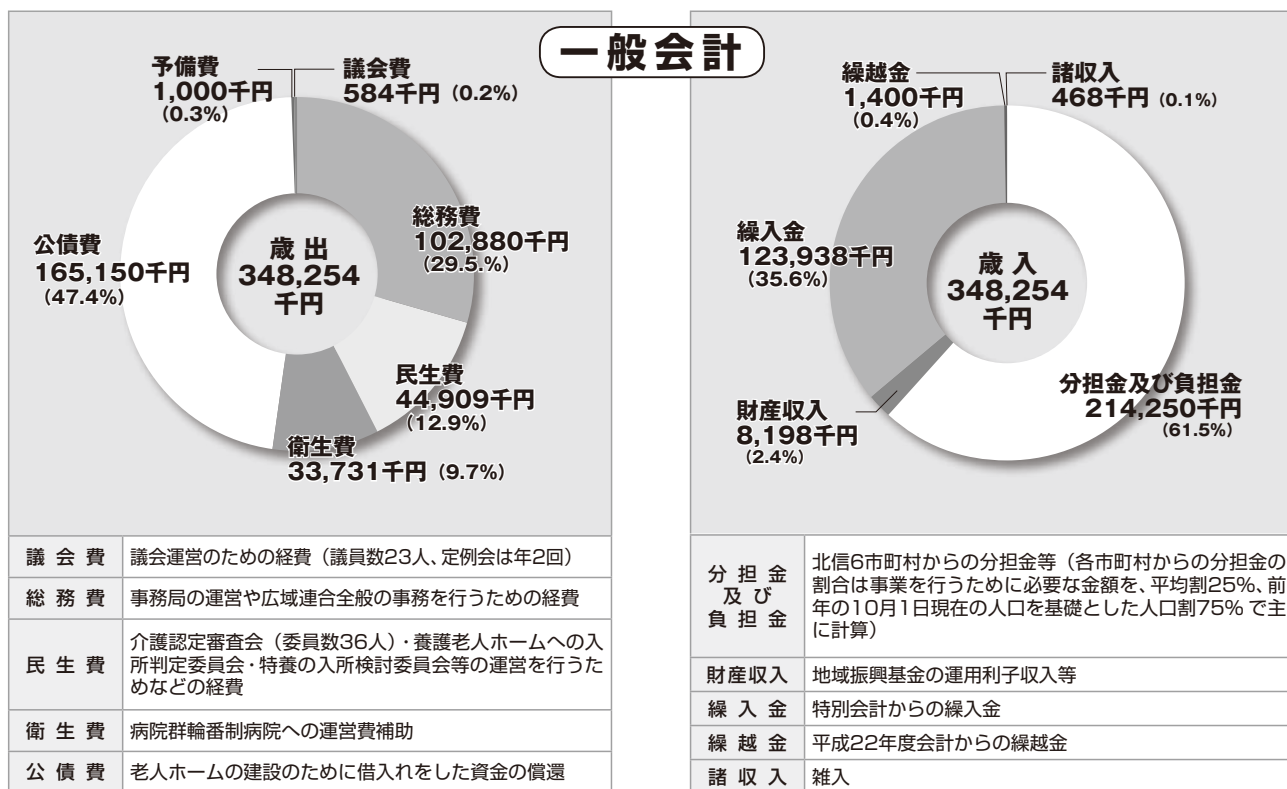 一般会計
予備費
1,000千円
(0.3%)
議会費
584千円 (0.2%)
総務費
102,880千円
(29.5.%)
公債費
165,150千円
(47.4%)
歳出
348,254
千円
民生費
44,909千円
(12.9%)
衛生費
33,731千円 (9.7%)
議会費 議会運営のための経費（議員数23人、定例会は年2回）
総務費 事務局の運営や広域連合全般の事務を行うための経費
民生費
介護認定審査会（委員数36人）・養護老人ホームへの入
所判定委員会・特養の入所検討委員会等の運営を行うた
めなどの経費
衛生費 病院群輪番制病院への運営費補助
公債費 老人ホームの建設のために借入れをした資金の償還
繰越金
1,400千円
(0.4%)
諸収入
468千円 (0.1%)
繰入金
123,938千円
(35.6%)
歳入
348,254
千円
財産収入
8,198千円
(2.4%)
分担金及び負担金
214,250千円
(61.5%)
分担金
及び
負担金
北信6市町村からの分担金等（各市町村からの分担金の
割合は事業を行うために必要な金額を、平均割25%、前
年の10月1日現在の人口を基礎とした人口割75% で主
に計算）
財産収入 地域振興基金の運用利子収入等
繰入金 特別会計からの繰入金
繰越金 平成22年度会計からの繰越金
諸収入 雑入